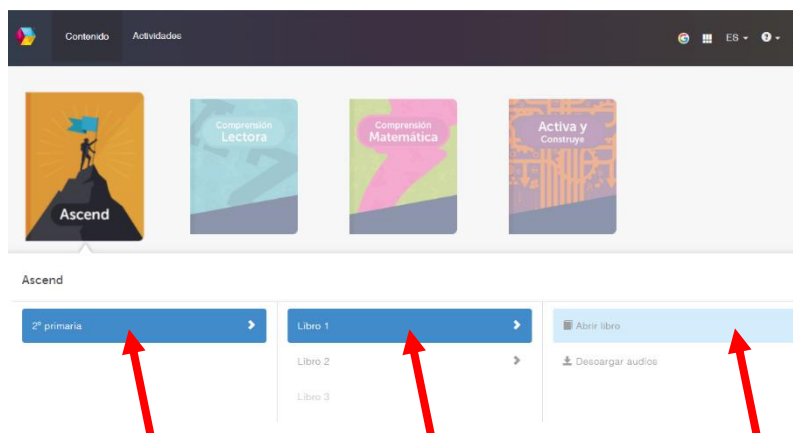 Contenido Actividades ES
Comprensión
Lectora
Comprensión
Matemática
Activa y
Construye
Ascend
Ascend
2º primaria Libro 1 Abrir libro
Libro 2 Descargar audios
Libro 3